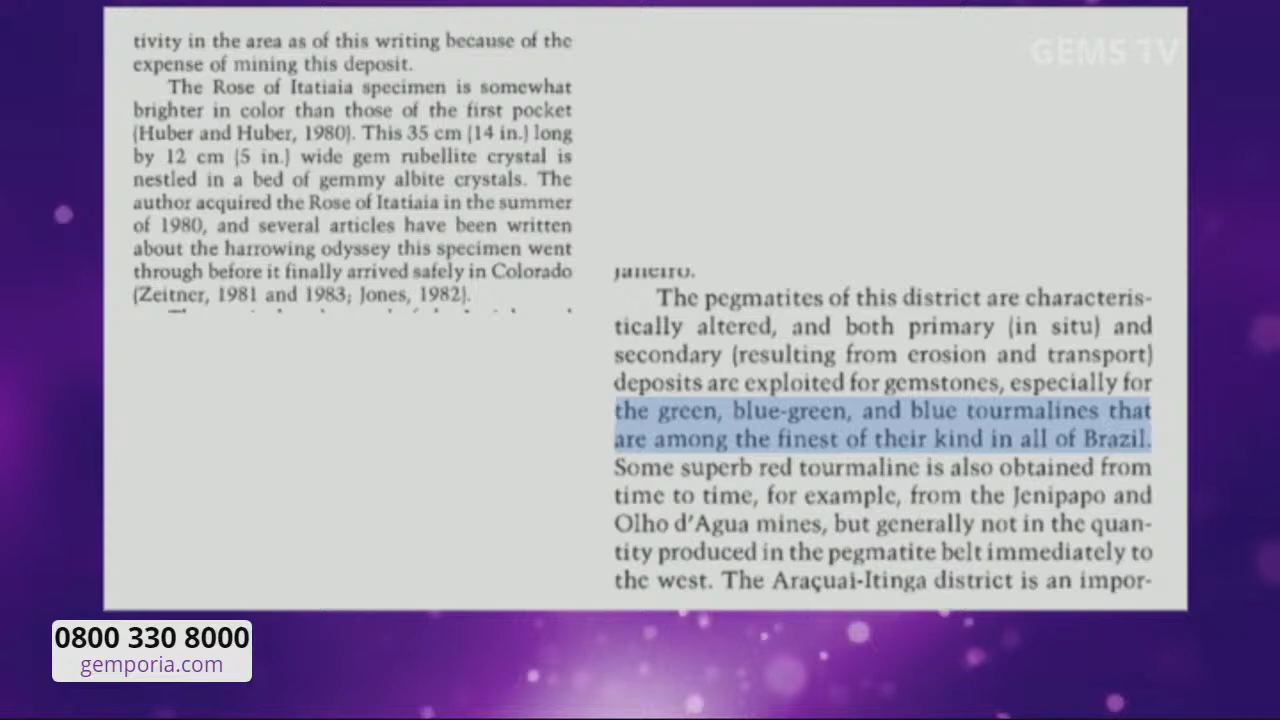 GEMS TV
tivity in the area as of this writing because of the
expense of mining this deposit.
The Rose of Itatiaia specimen is somewhat
brighter in color than those of the first pocket
(Huber and Huber, 1980). This 35 cm (14 in.) long
by 12 cm (5 in.) wide gem rubellite crystal is
nestled in a bed of gemmy albite crystals. The
author acquired the Rose of Itatiaia in the summer
of 1980, and several articles have been written
about the harrowing odyssey this specimen went
through before it finally arrived safely in Colorado
(Zeitner, 1981 and 1983; Jones, 1982).
Janeiro.
The pegmatites of this district are characteris-
tically altered, and both primary (in situ) and
secondary (resulting from erosion and transport)
deposits are exploited for gemstones, especially for
the green, blue-green, and blue tourmalines that
are among the finest of their kind in all of Brazil.
Some superb red tourmaline is also obtained from
time to time, for example, from the Jenipapo and
Olho d'Agua mines, but generally not in the quan-
tity produced in the pegmatite belt immediately to
the west. The Araçuai-Itinga district is an impor-
0800 330 8000
gemporia.com